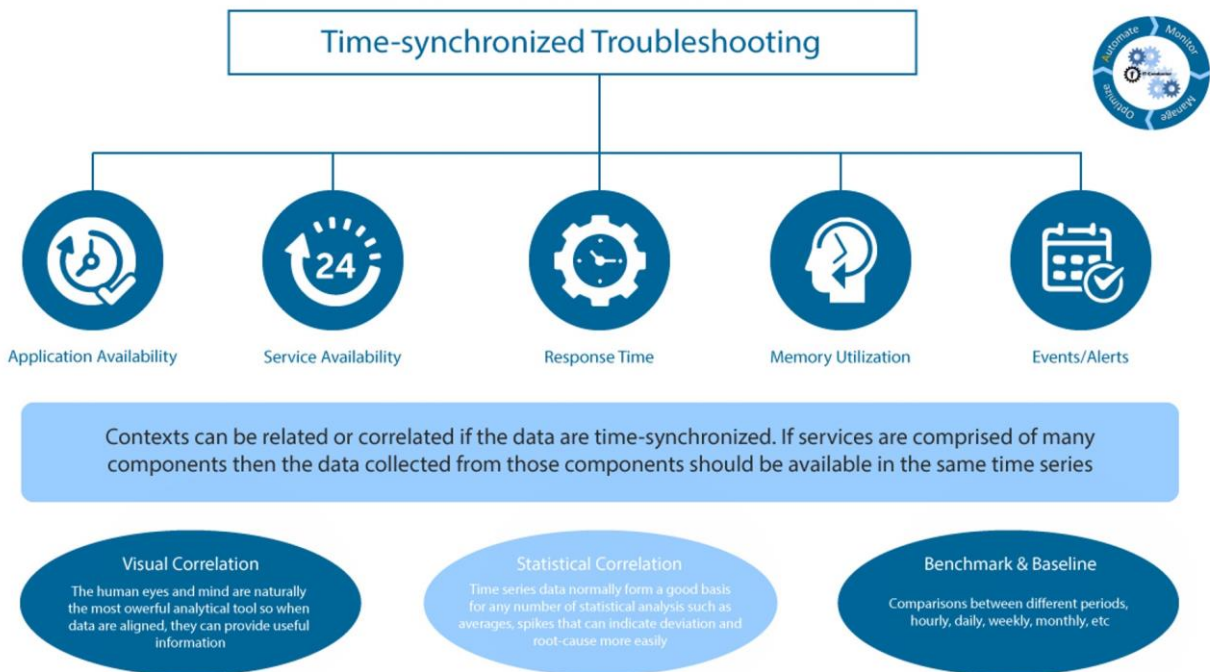 Time-synchronized Troubleshooting
Automate
Monitor
Manage
Optimize
24
Application Availability
Service Availability
Response Time
Memory Utilization
Events/Alerts
Contexts can be related or correlated if the data are time-synchronized. If services are comprised of many
components then the data collected from those components should be available in the same time series
Visual Correlation
The human eyes and mind are naturally
the most owerful analytical tool so when
data are aligned, they can provide useful
information
Statistical Correlation
Time series data normally form a good basis
for any number of statistical analysis such as
averages, spikes that can indicate deviation and
root-cause more easily
Benchmark & Baseline
Comparisons between different periods,
hourly, daily, weekly, monthly, etc